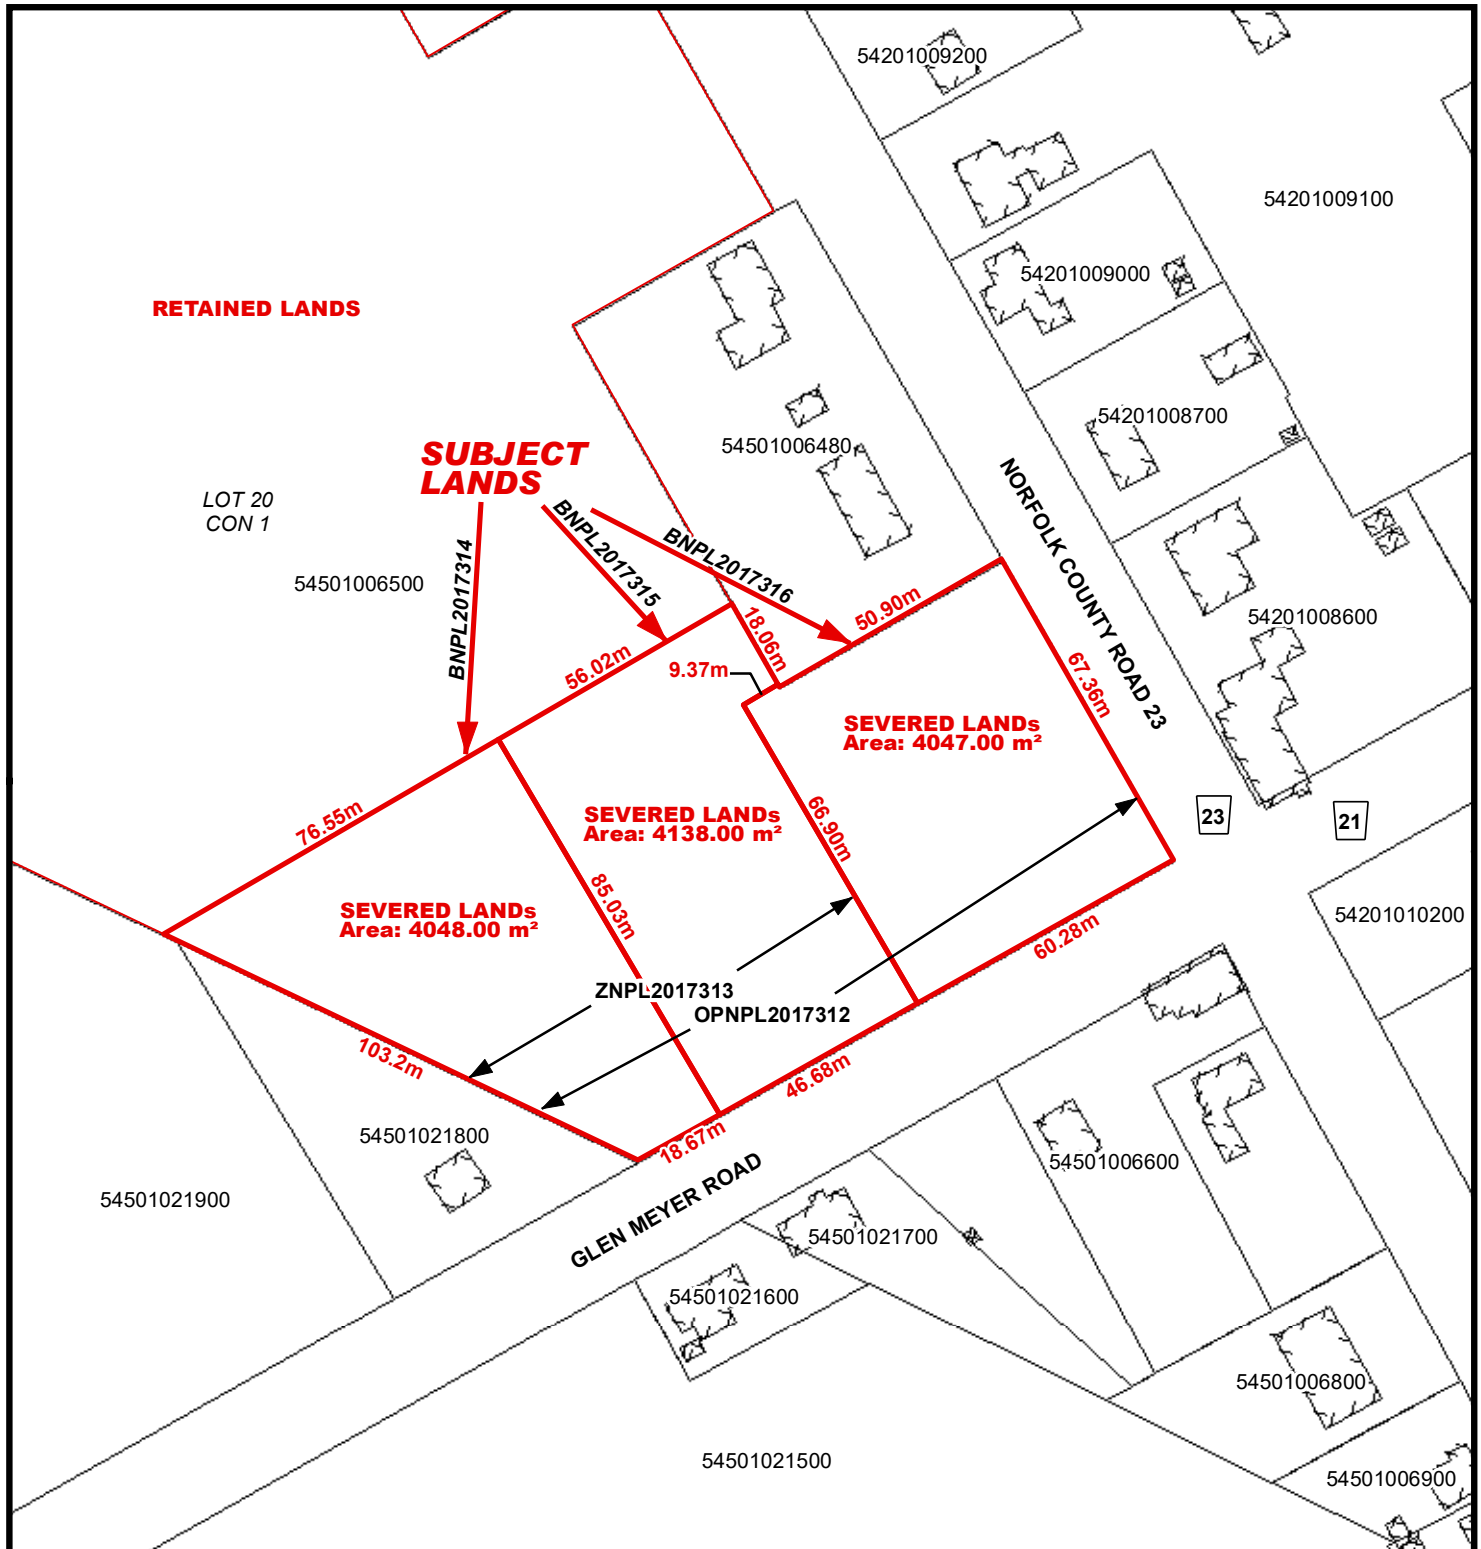 54201009200
54201009100
54201009000
RETAINED LANDS
54201008700
54501006480
SUBJECT
LANDS
LOT 20
CON 1
NORFOLK COUNTY ROAD 23
BNPL2017314
BNPL2017315
BNPL2017316
54501006500
54201008600
50.90m
18.06m
56.02m
9.37m
67.36m
SEVERED LANDs
Area: 4047.00 m²
76.55m
SEVERED LANDs
Area: 4138.00 m²
66.90m
23
21
85.03m
SEVERED LANDs
Area: 4048.00 m²
54201010200
60.28m
ZNPL2017313
OPNPL2017312
103.2m
46.68m
18.67m
54501021800
54501006600
GLEN MEYER ROAD
54501021900
54501021700
54501021600
54501006800
54501021500
54501006900